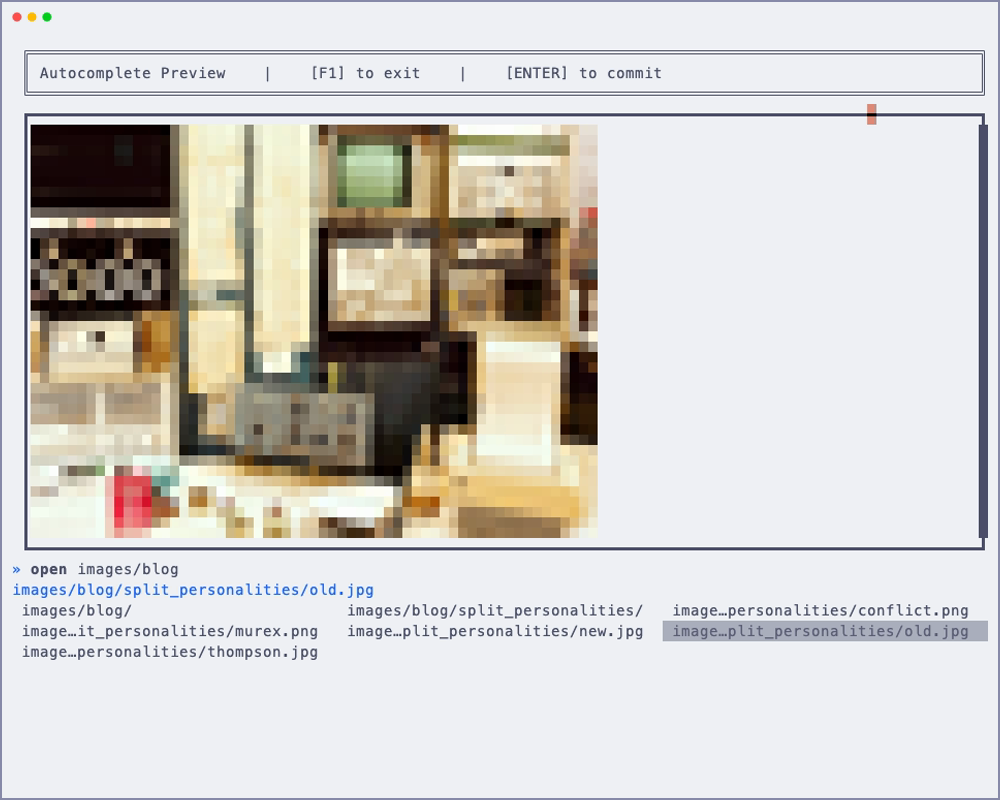 Autocomplete Preview | [F1] to exit | [ENTER] to commit
» open images/blog
images/blog/split_personalities/old.jpg
images/blog/ images/blog/split_personalities/ image…personalities/conflict.png
image…it_personalities/murex.png image…plit_personalities/new.jpg image…plit_personalities/old.jpg
image…personalities/thompson.jpg